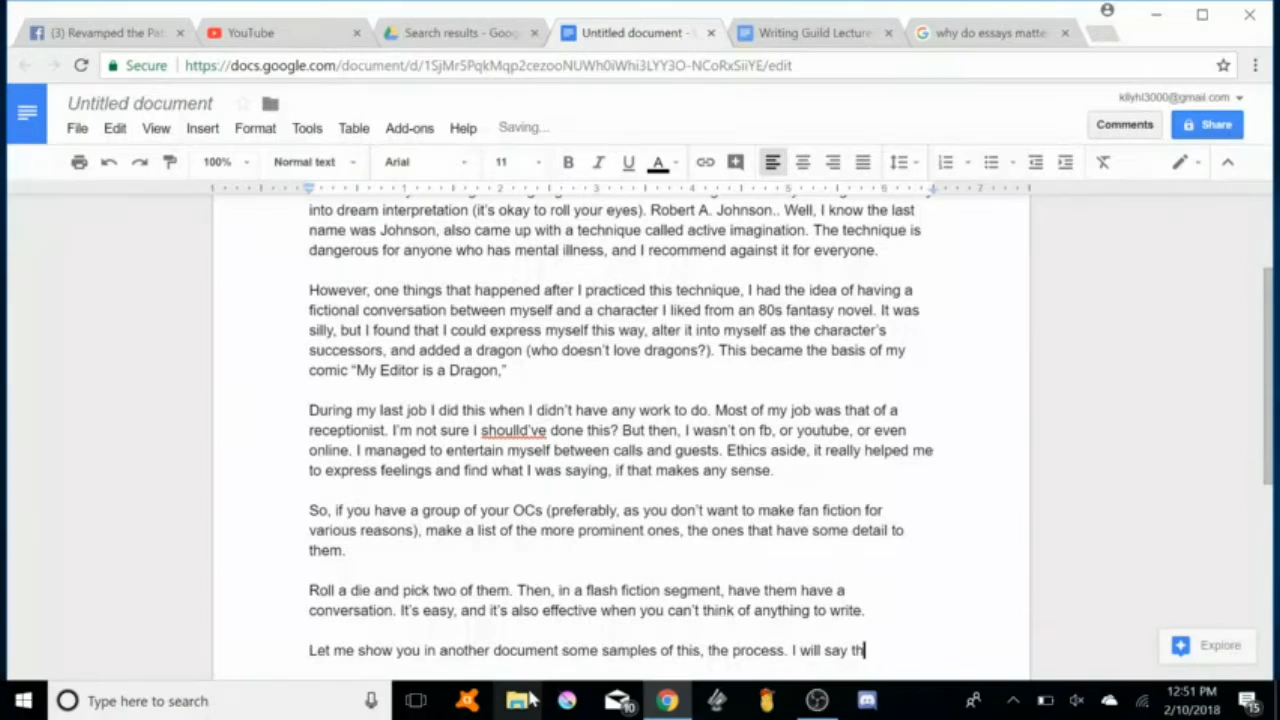 (3) Revamped the Pat
YouTube
Search results - Goo
Untitled document -
Writing Guild Lecture
why do essays matte
Secure
https://docs.google.com/document/d/1SjMr5PqkMqp2cezooNUWh0iWhi3LYY3O-NCoRxSiiYE/edit
Untitled document
kllyhl3000@gmail.com
File Edit View Insert Format Tools Table Add-ons Help Saving...
Comments
Share
100% Normal text Arial 11
into dream interpretation (it's okay to roll your eyes). Robert A. Johnson.. Well, I know the last
name was Johnson, also came up with a technique called active imagination. The technique is
dangerous for anyone who has mental illness, and I recommend against it for everyone.
However, one things that happened after I practiced this technique, I had the idea of having a
fictional conversation between myself and a character I liked from an 80s fantasy novel. It was
silly, but I found that I could express myself this way, alter it into myself as the character's
successors, and added a dragon (who doesn't love dragons?). This became the basis of my
comic “My Editor is a Dragon,”
During my last job I did this when I didn't have any work to do. Most of my job was that of a
receptionist. I'm not sure I shoulld've done this? But then, I wasn't on fb, or youtube, or even
online. I managed to entertain myself between calls and guests. Ethics aside, it really helped me
to express feelings and find what I was saying, if that makes any sense.
So, if you have a group of your OCs (preferably, as you don't want to make fan fiction for
various reasons), make a list of the more prominent ones, the ones that have some detail to
them.
Roll a die and pick two of them. Then, in a flash fiction segment, have them have a
conversation. It's easy, and it's also effective when you can't think of anything to write.
Let me show you in another document some samples of this, the process. I will say th
Explore
Type here to search
10
12:51 PM
2/10/2018
15